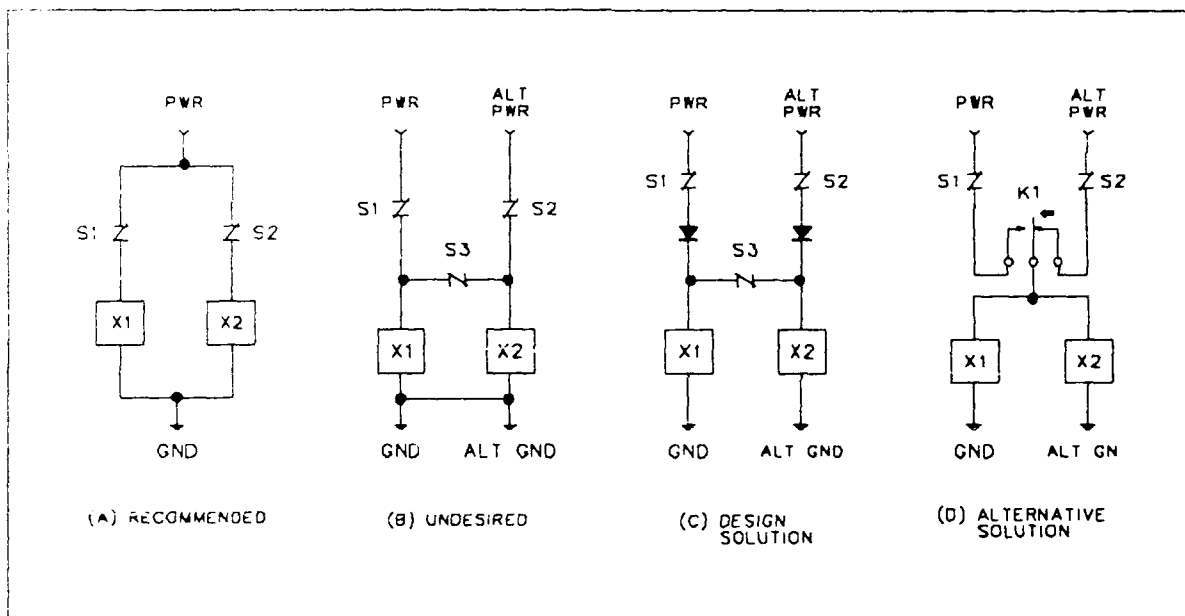 PWR
S1
S2
X1
X2
GND
(A) RECOMMENDED
PWR
ALT
PWR
S1
S2
S3
X1
X2
GND
ALT GND
(B) UNDESIRED
PWR
ALT
PWR
S1
S2
S3
X1
X2
GND
ALT GND
(C) DESIGN
SOLUTION
PWR
ALT
PWR
S1
S2
K1
X1
X2
GND
ALT GN
(D) ALTERNATIVE
SOLUTION